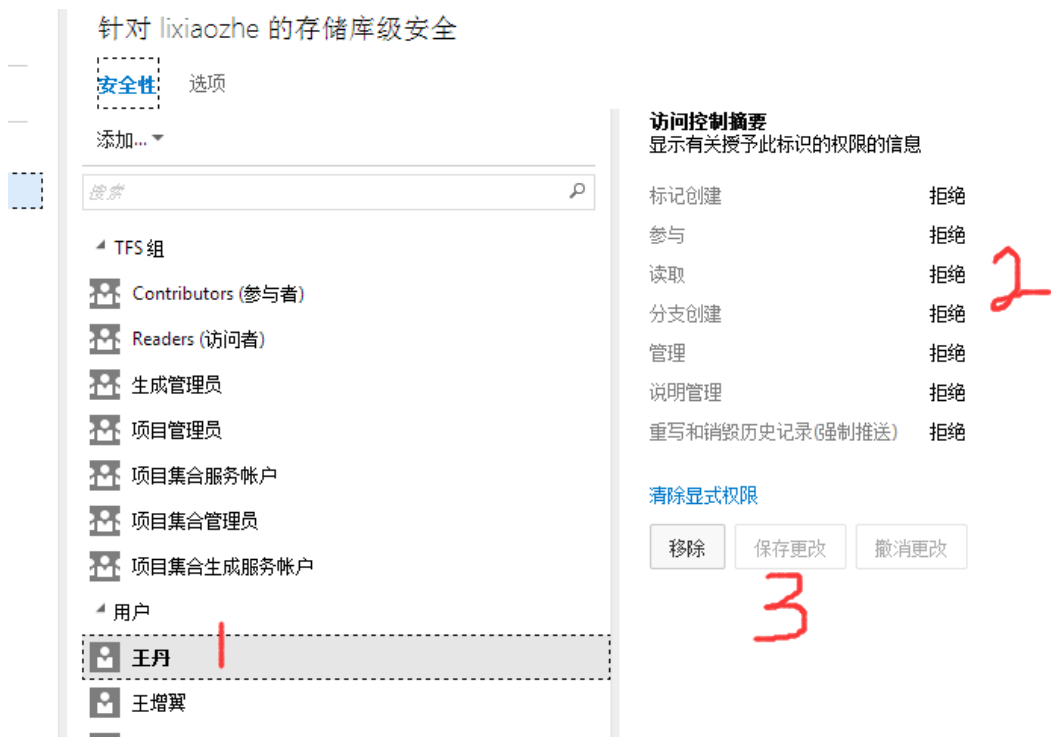 针对 lixiaozhe 的存储库级安全
安全性 选项
添加...
搜索
TFS 组
Contributors (参与者)
Readers (访问者)
生成管理员
项目管理员
项目集合服务帐户
项目集合管理员
项目集合生成服务帐户
用户
王丹 1
王增翼
访问控制摘要
显示有关授予此标识的权限的信息
标记创建 拒绝
参与 拒绝
读取 拒绝 2
分支创建 拒绝
管理 拒绝
说明管理 拒绝
重写和销毁历史记录(强制推送) 拒绝
清除显式权限
移除 保存更改 撤消更改
3